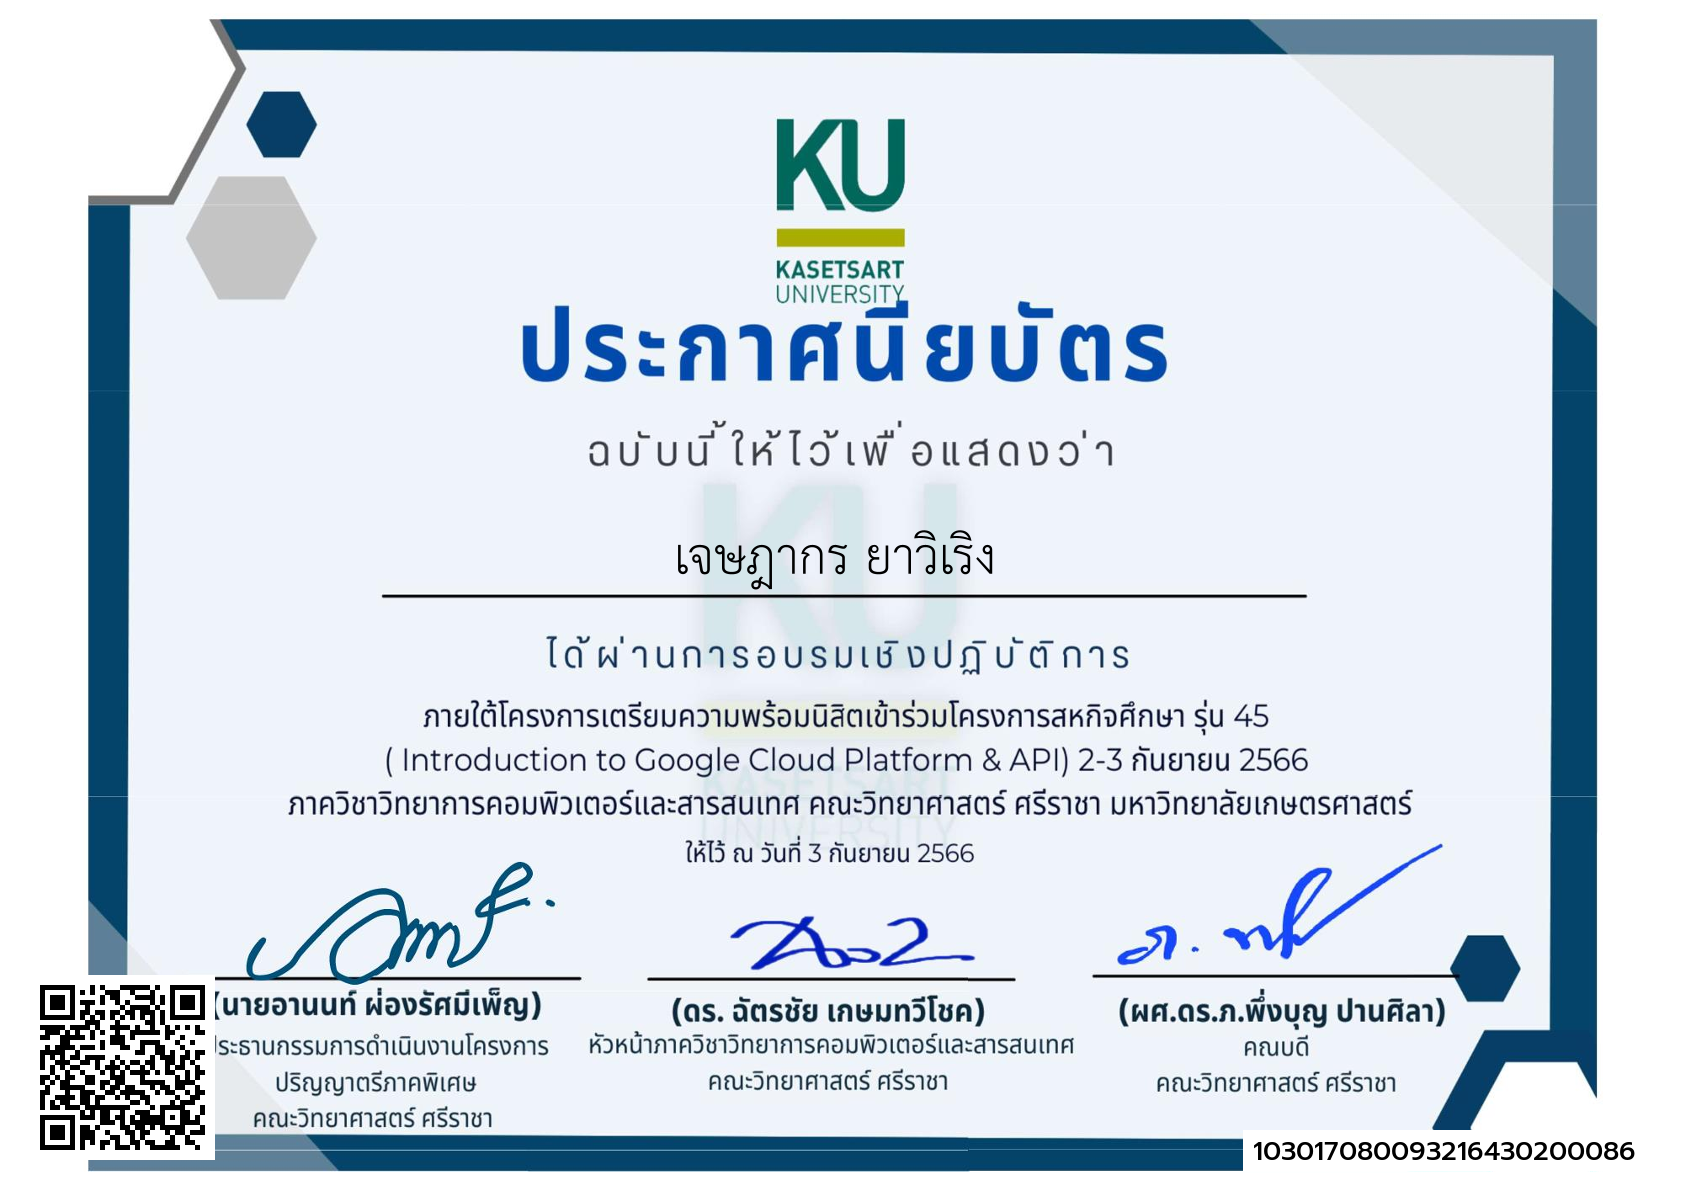 KU
KASETSART
UNIVERSITY
ประกาศนียบัตร
ฉบับนี้ให้ไว้เพื่อแสดงว่า
เจษฎากร ยาวิเริง
ได้ผ่านการอบรมเชิงปฏิบัติการ
ภายใต้โครงการเตรียมความพร้อมนิสิตเข้าร่วมโครงการสหกิจศึกษา รุ่น 45
( Introduction to Google Cloud Platform & API) 2-3 กันยายน 2566
ภาควิชาวิทยาการคอมพิวเตอร์และสารสนเทศ คณะวิทยาศาสตร์ ศรีราชา มหาวิทยาลัยเกษตรศาสตร์
ให้ไว้ ณ วันที่ 3 กันยายน 2566
(นายอานนท์ ผ่องรัศมีเพ็ญ)
ระธานกรรมการดำเนินงานโครงการ
ปริญญาตรีภาคพิเศษ
คณะวิทยาศาสตร์ ศรีราชา
(ดร. ฉัตรชัย เกษมทวีโชค)
หัวหน้าภาควิชาวิทยาการคอมพิวเตอร์และสารสนเทศ
คณะวิทยาศาสตร์ ศรีราชา
(ผศ.ดร.ภ.พึ่งบุญ ปานศิลา)
คณบดี
คณะวิทยาศาสตร์ ศรีราชา
103017080093216430200086